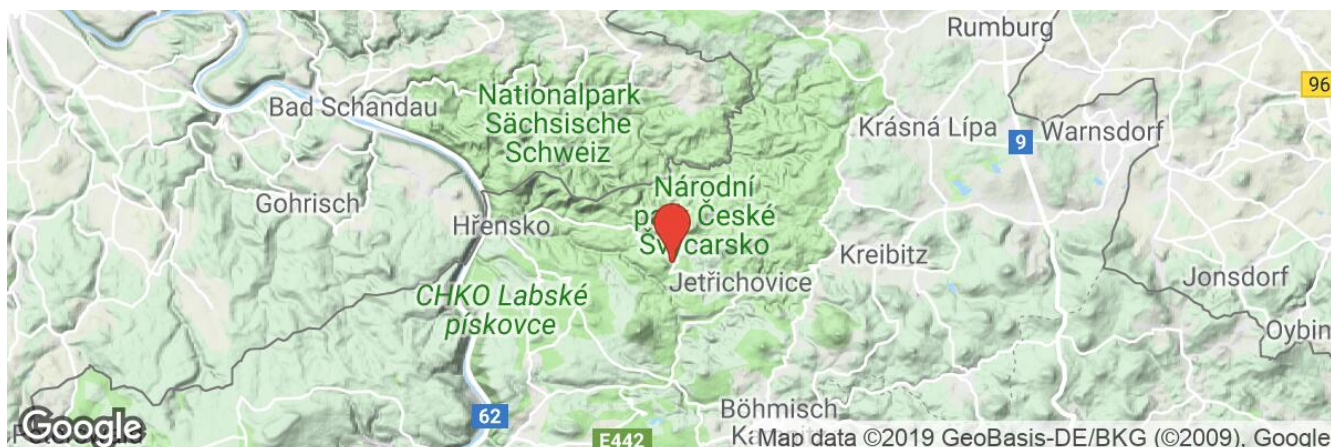 Rumburg
96
Bad Schandau
Nationalpark
Sächsische
Schweiz
Krásná Lípa
9
Warnsdorf
Gohrisch
Národní
České
Hřensko
Kreibitz
Jetřichovice
Jonsdorf
CHKO Labské
pískovce
Oybin
62
Böhmisch
E442
Google
Map data ©2019 GeoBasis-DE/BKG (©2009), Google